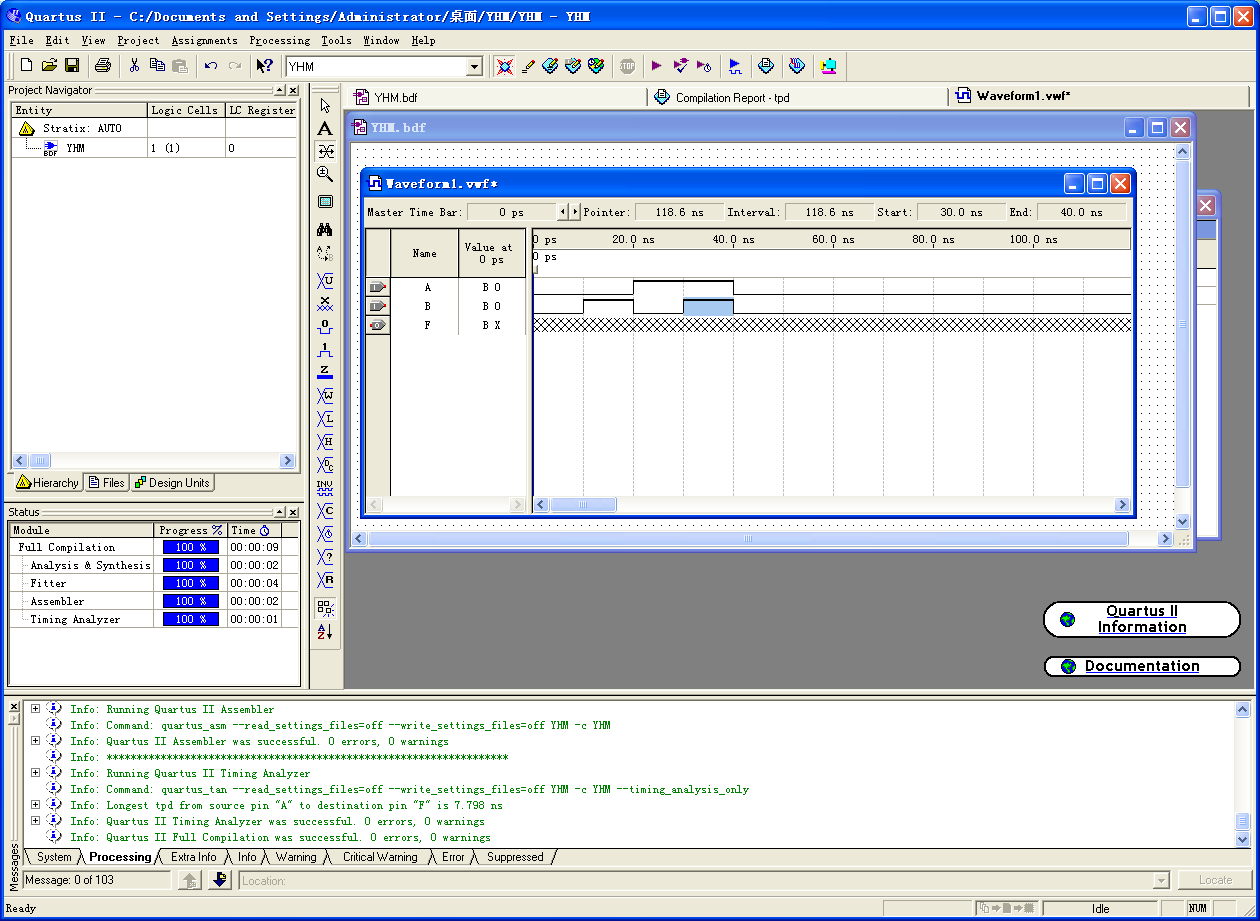 Quartus II - C:/Documents and Settings/Administrator/桌面/YHM/YHM - YHM
File Edit View Project Assignments Processing Tools Window Help
YHM
STOP
Project Navigator
Entity Logic Cells LC Register
Stratix: AUTO
BDF YHM 1 (1) 0
Hierarchy Files Design Units
Status
Module Progress % Time
Full Compilation 100 % 00:00:09
Analysis & Synthesis 100 % 00:00:02
Fitter 100 % 00:00:04
Assembler 100 % 00:00:02
Timing Analyzer 100 % 00:00:01
YHM.bdf Compilation Report - tpd Waveform1.vwf*
YHM.bdf
Waveform1.vwf*
Master Time Bar: 0 ps Pointer: 118.6 ns Interval: 118.6 ns Start: 30.0 ns End: 40.0 ns
Name Value at
0 ps
0 ps 20.0 ns 40.0 ns 60.0 ns 80.0 ns 100.0 ns
0 ps
A B 0
B B 0
F B X
Quartus II
Information
Documentation
Info: Running Quartus II Assembler
Info: Command: quartus_asm --read_settings_files=off --write_settings_files=off YHM -c YHM
Info: Quartus II Assembler was successful. 0 errors, 0 warnings
Info: *******************************************************************
Info: Running Quartus II Timing Analyzer
Info: Command: quartus_tan --read_settings_files=off --write_settings_files=off YHM -c YHM --timing_analysis_only
Info: Longest tpd from source pin "A" to destination pin "F" is 7.798 ns
Info: Quartus II Timing Analyzer was successful. 0 errors, 0 warnings
Info: Quartus II Full Compilation was successful. 0 errors, 0 warnings
System Processing Extra Info Info Warning Critical Warning Error Suppressed
Messages
Message: 0 of 103 Location: Locate
Ready Idle NUM